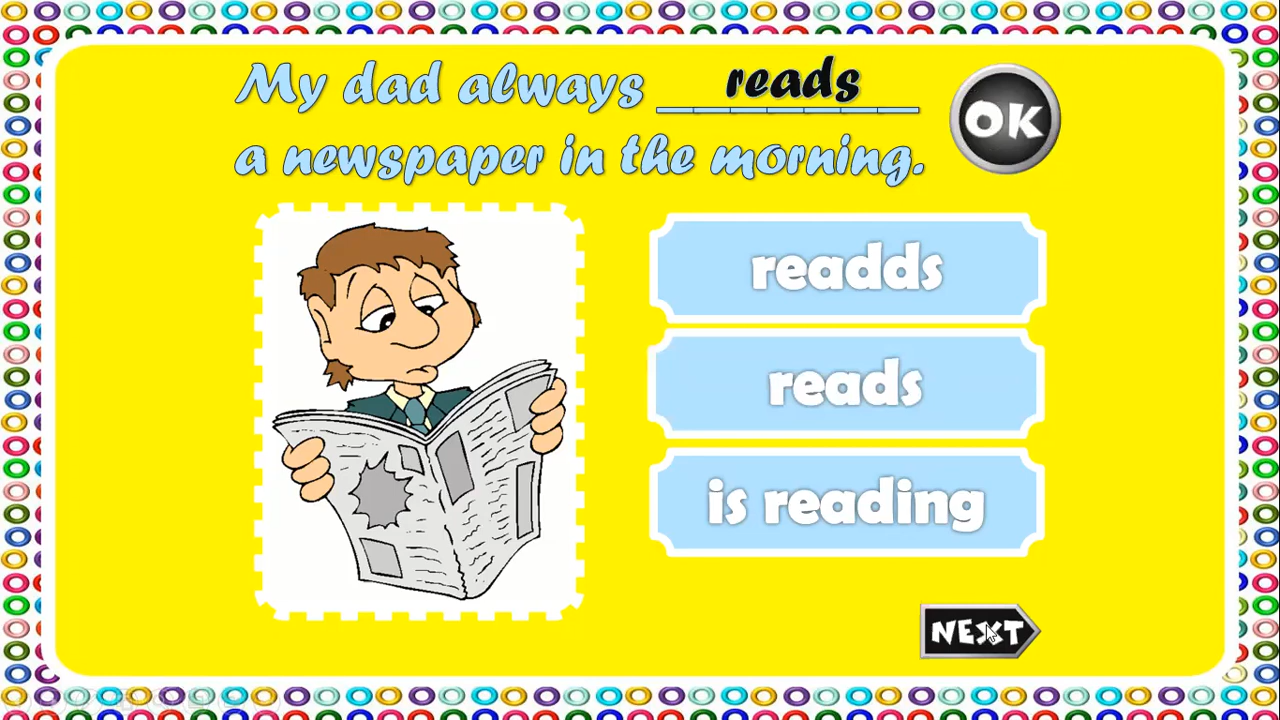 My dad always reads
a newspaper in the morning.
OK
readds
reads
is reading
NEXT